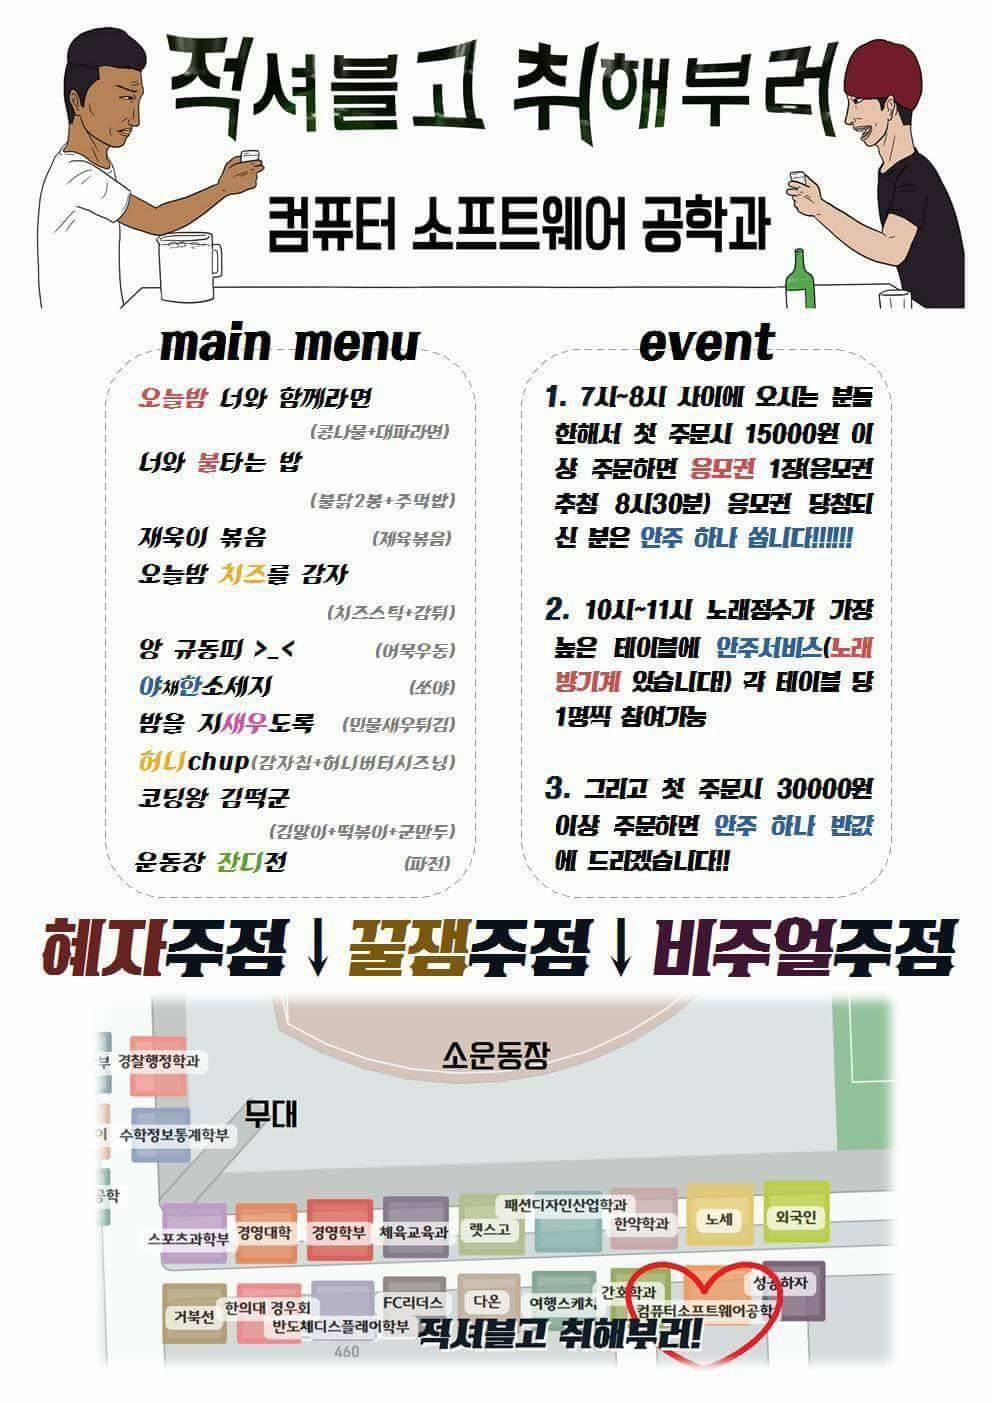 적셔블고 취해부러
컴퓨터 소프트웨어 공학과
main menu
오늘밤 너와 함께라면
(콩나물+대파라면)
너와 불타는 밤
(불닭2봉+주먹밥)
재욱이 볶음 (제육볶음)
오늘밤 치즈를 감자
(치즈스틱+감튀)
앙 규동띠 >_< (어묵우동)
야채한소세지 (쏘야)
밤을 지새우도록 (민물새우튀김)
허니chup(감자칩+허니버터시즈닝)
코딩왕 김떡군
(김말이+떡볶이+군만두)
운동장 잔디전 (파전)
event
1. 7시~8시 사이에 오시는 분들
한해서 첫 주문시 15000원 이
상 주문하면 응모권 1장(응모권
추첨 8시30분) 응모권 당첨되
신 분은 안주 하나 쏩니다!!!!!!
2. 10시~11시 노래점수가 가장
높은 테이블에 안주서비스(노래
방기계 있습니다) 각 테이블 당
1명씩 참여가능
3. 그리고 첫 주문시 30000원
이상 주문하면 안주 하나 반값
에 드리겠습니다!!
혜자주점↓꿀잼주점↓비주얼주점
소운동장
부 경찰행정학과
무대
이 수학정보통계학부
공학
스포츠과학부 경영대학 경영학부 체육교육과 렛스고 패션디자인산업학과 한약학과 노세 외국인
거북선 한의대 경우회 반도체디스플레이학부 FC리더스 다온 여행스케치 간호학과 컴퓨터소프트웨어공학 성공하자
적셔블고 취해부러!
460